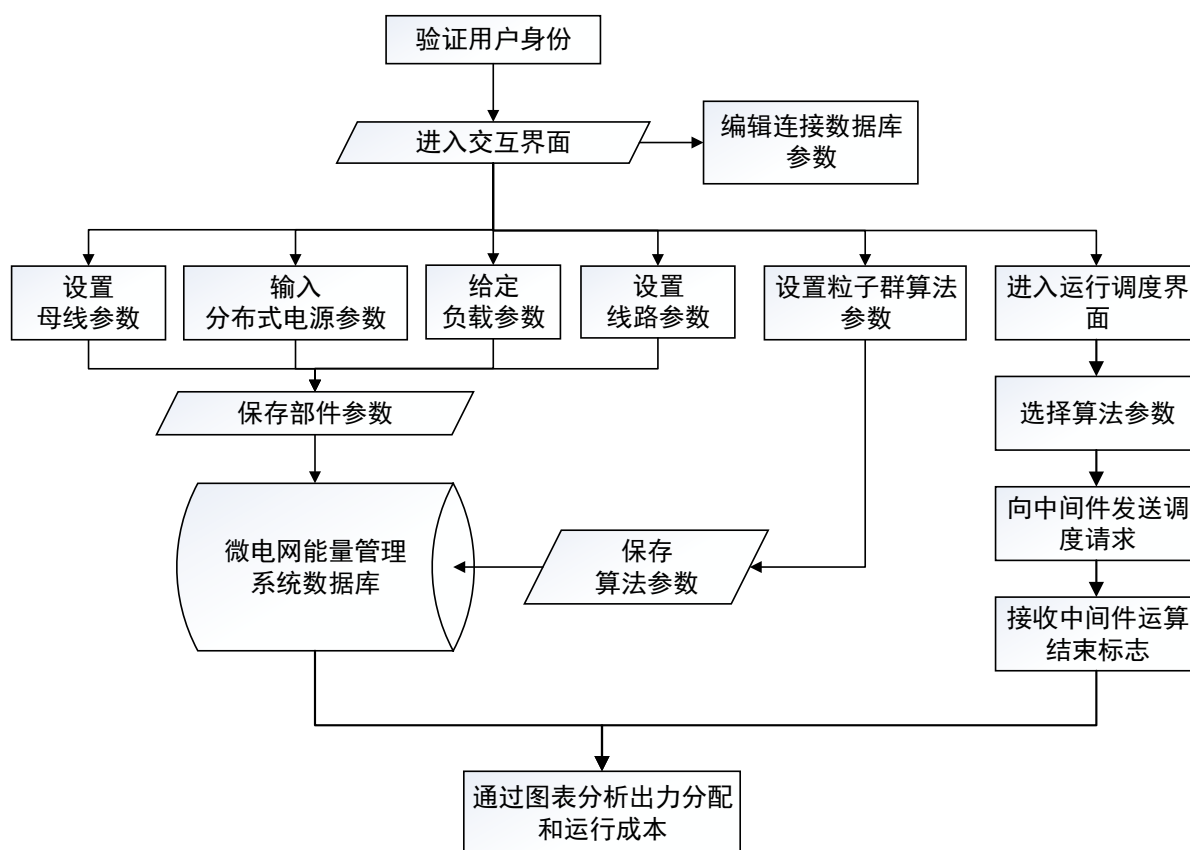 验证用户身份
进入交互界面
编辑连接数据库
参数
设置
母线参数
输入
分布式电源参数
给定
负载参数
设置
线路参数
设置粒子群算法
参数
进入运行调度界
面
保存部件参数
选择算法参数
微电网能量管理
系统数据库
保存
算法参数
向中间件发送调
度请求
接收中间件运算
结束标志
通过图表分析出力分配
和运行成本